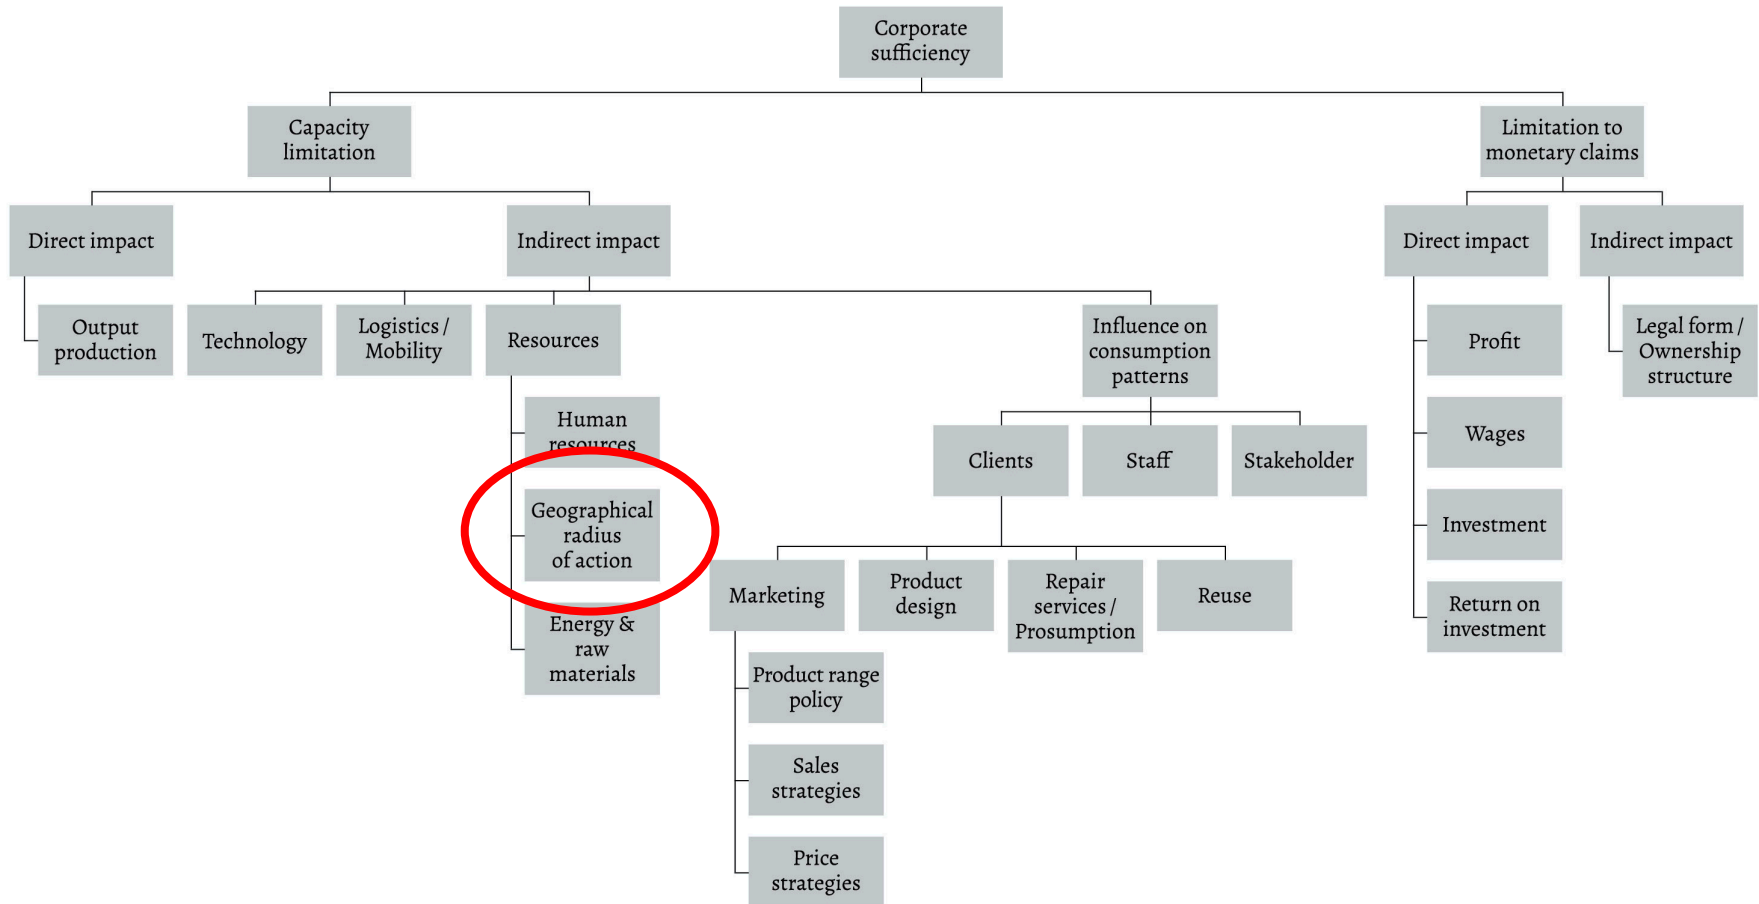 Corporate
sufficiency
Capacity
limitation
Limitation to
monetary claims
Direct impact
Indirect impact
Direct impact
Indirect impact
Output
production
Technology
Logistics /
Mobility
Resources
Influence on
consumption
patterns
Profit
Legal form /
Ownership
structure
Human
resources
Clients
Staff
Stakeholder
Wages
Geographical
radius
of action
Investment
Marketing
Product
design
Repair
services /
Prosumption
Reuse
Return on
investment
Energy &
raw
materials
Product range
policy
Sales
strategies
Price
strategies